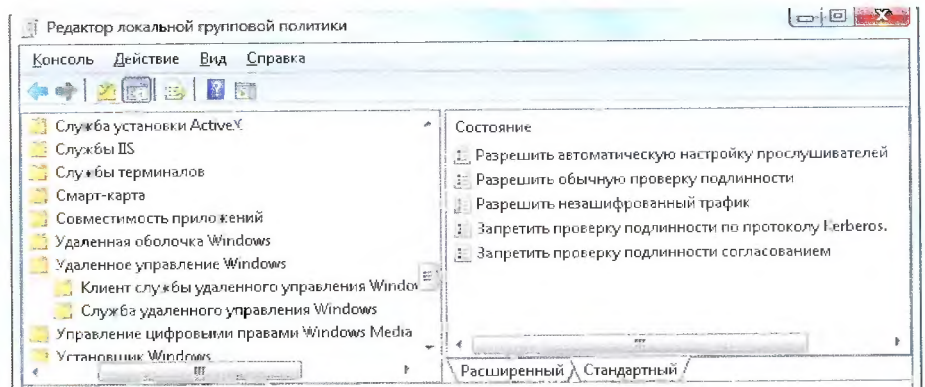 Редактор локальной групповой политики
Консоль Действие Вид Справка
Служба установки ActiveX
Службы IIS
Службы терминалов
Смарт-карта
Совместимость приложений
Удаленная оболочка Windows
Удаленное управление Windows
Клиент службы удаленного управления Windov
Служба удаленного управления Windows
Управление цифровыми правами Windows Media
Установщик Windows
Состояние
Разрешить автоматическую настройку прослушивателей
Разрешить обычную проверку подлинности
Разрешить незашифрованный трафик
Запретить проверку подлинности по протоколу Kerberos.
Запретить проверку подлинности согласованием
Расширенный Стандартный